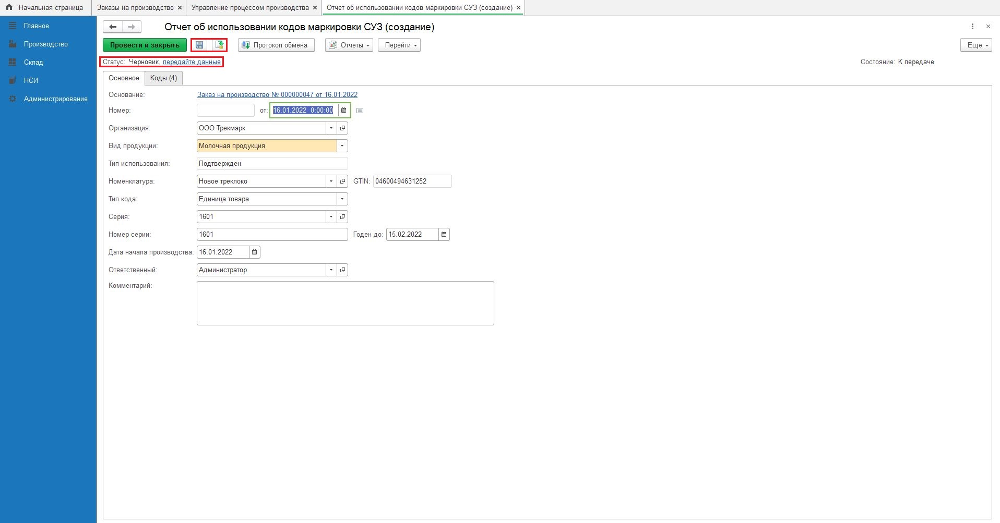 Начальная страница Заказы на производство × Управление процессом производства × Отчет об использовании кодов маркировки СУЗ (создание) ×
Главное
Производство
Склад
НСИ
Администрирование
Отчет об использовании кодов маркировки СУЗ (создание)
Провести и закрыть Протокол обмена Отчеты Перейти Еще
Статус: Черновик, передайте данные Состояние: К передаче
Основное Коды (4)
Основание: Заказ на производство № 000000047 от 16.01.2022
Номер: от: 16.01.2022 0:00:00
Организация: ООО Трекмарк
Вид продукции: Молочная продукция
Тип использования: Подтвержден
Номенклатура: Новое треклоко GTIN: 04600494631252
Тип кода: Единица товара
Серия: 1601
Номер серии: 1601 Годен до: 15.02.2022
Дата начала производства: 16.01.2022
Ответственный: Администратор
Комментарий: